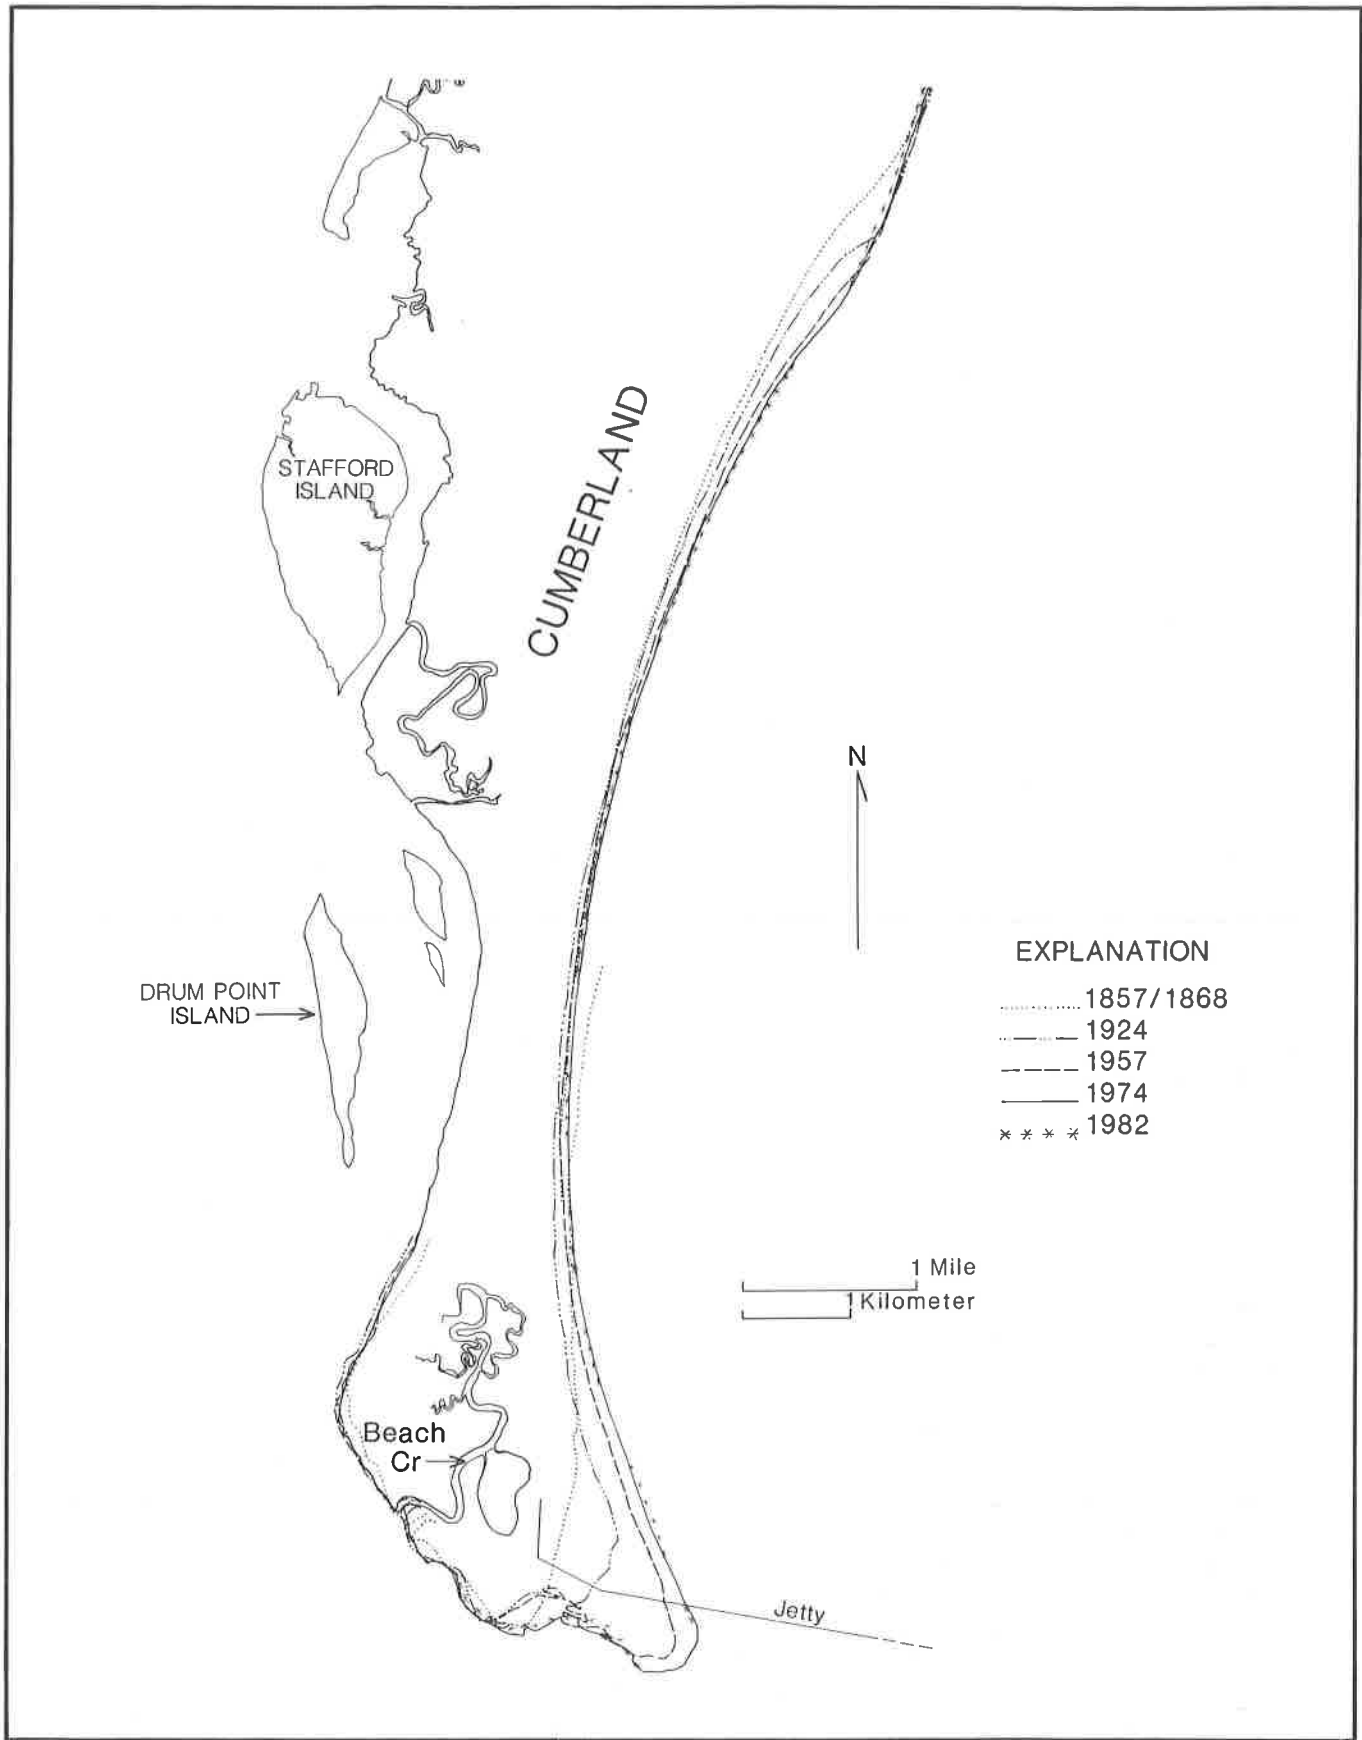 STAFFORD
ISLAND
CUMBERLAND
N
EXPLANATION
1857/1868
1924
1957
1974
1982
DRUM POINT
ISLAND
1 Mile
1 Kilometer
Beach
Cr
Jetty